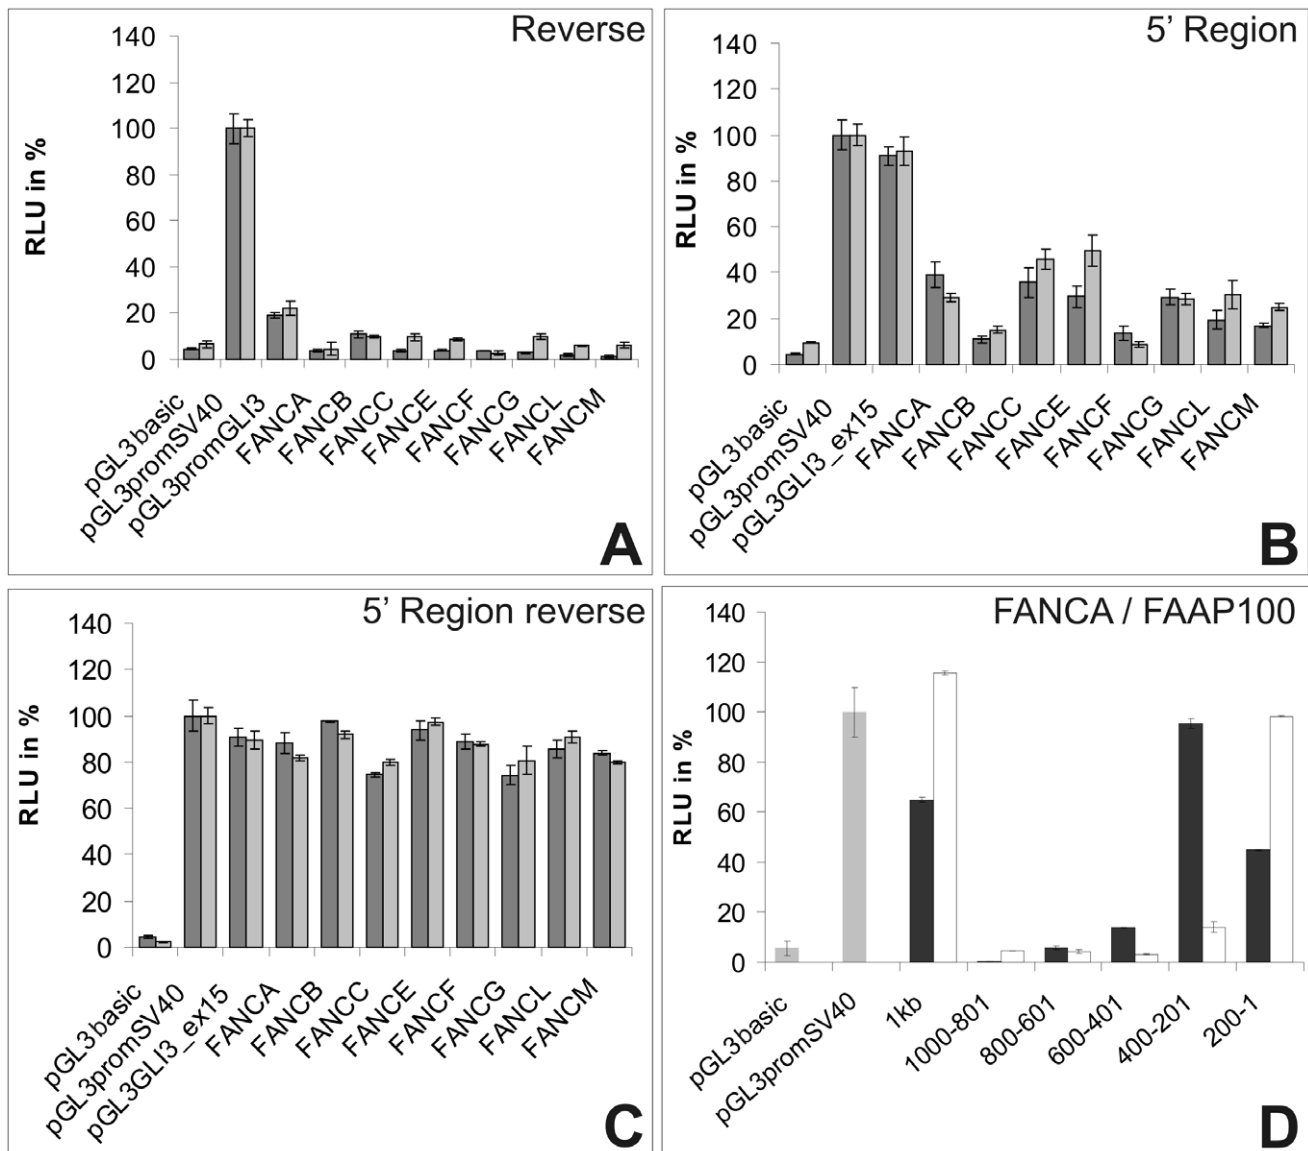 Reverse
RLU in %
140
120
100
80
60
40
20
0
pGL3basic
pGL3promSV40
pGL3promGLI3
FANCA
FANCB
FANCC
FANCE
FANCF
FANCG
FANCL
FANCM
A
5' Region
RLU in %
140
120
100
80
60
40
20
0
pGL3basic
pGL3promSV40
pGL3GLI3_ex15
FANCA
FANCB
FANCC
FANCE
FANCF
FANCG
FANCL
FANCM
B
5' Region reverse
RLU in %
140
120
100
80
60
40
20
0
pGL3basic
pGL3promSV40
pGL3GLI3_ex15
FANCA
FANCB
FANCC
FANCE
FANCF
FANCG
FANCL
FANCM
C
FANCA / FAAP100
RLU in %
140
120
100
80
60
40
20
0
pGL3basic
pGL3promSV40
1kb
1000-801
800-601
600-401
400-201
200-1
D